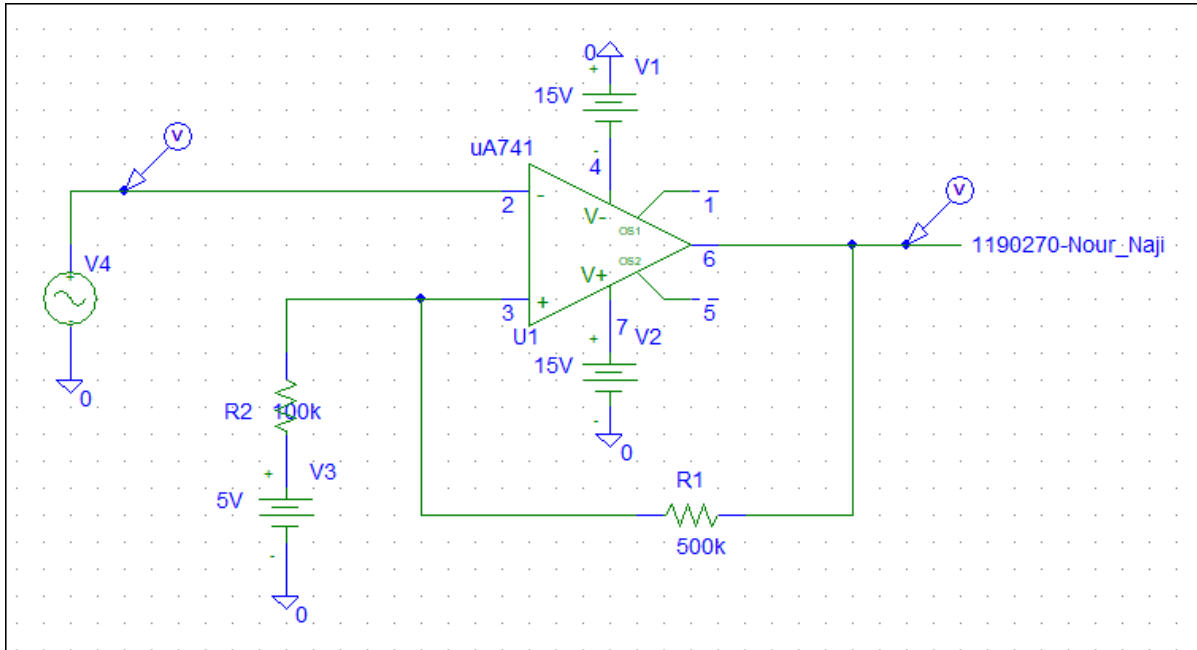 0
+
V1
15V
-
V
uA741
4
V
2
-
V-
1
OS1
1190270-Nour_Naji
6
OS2
V4
+
V+
3
+
5
U1
7
V2
+
15V
0
R2
100k
-
0
+
V3
R1
5V
500k
-
0